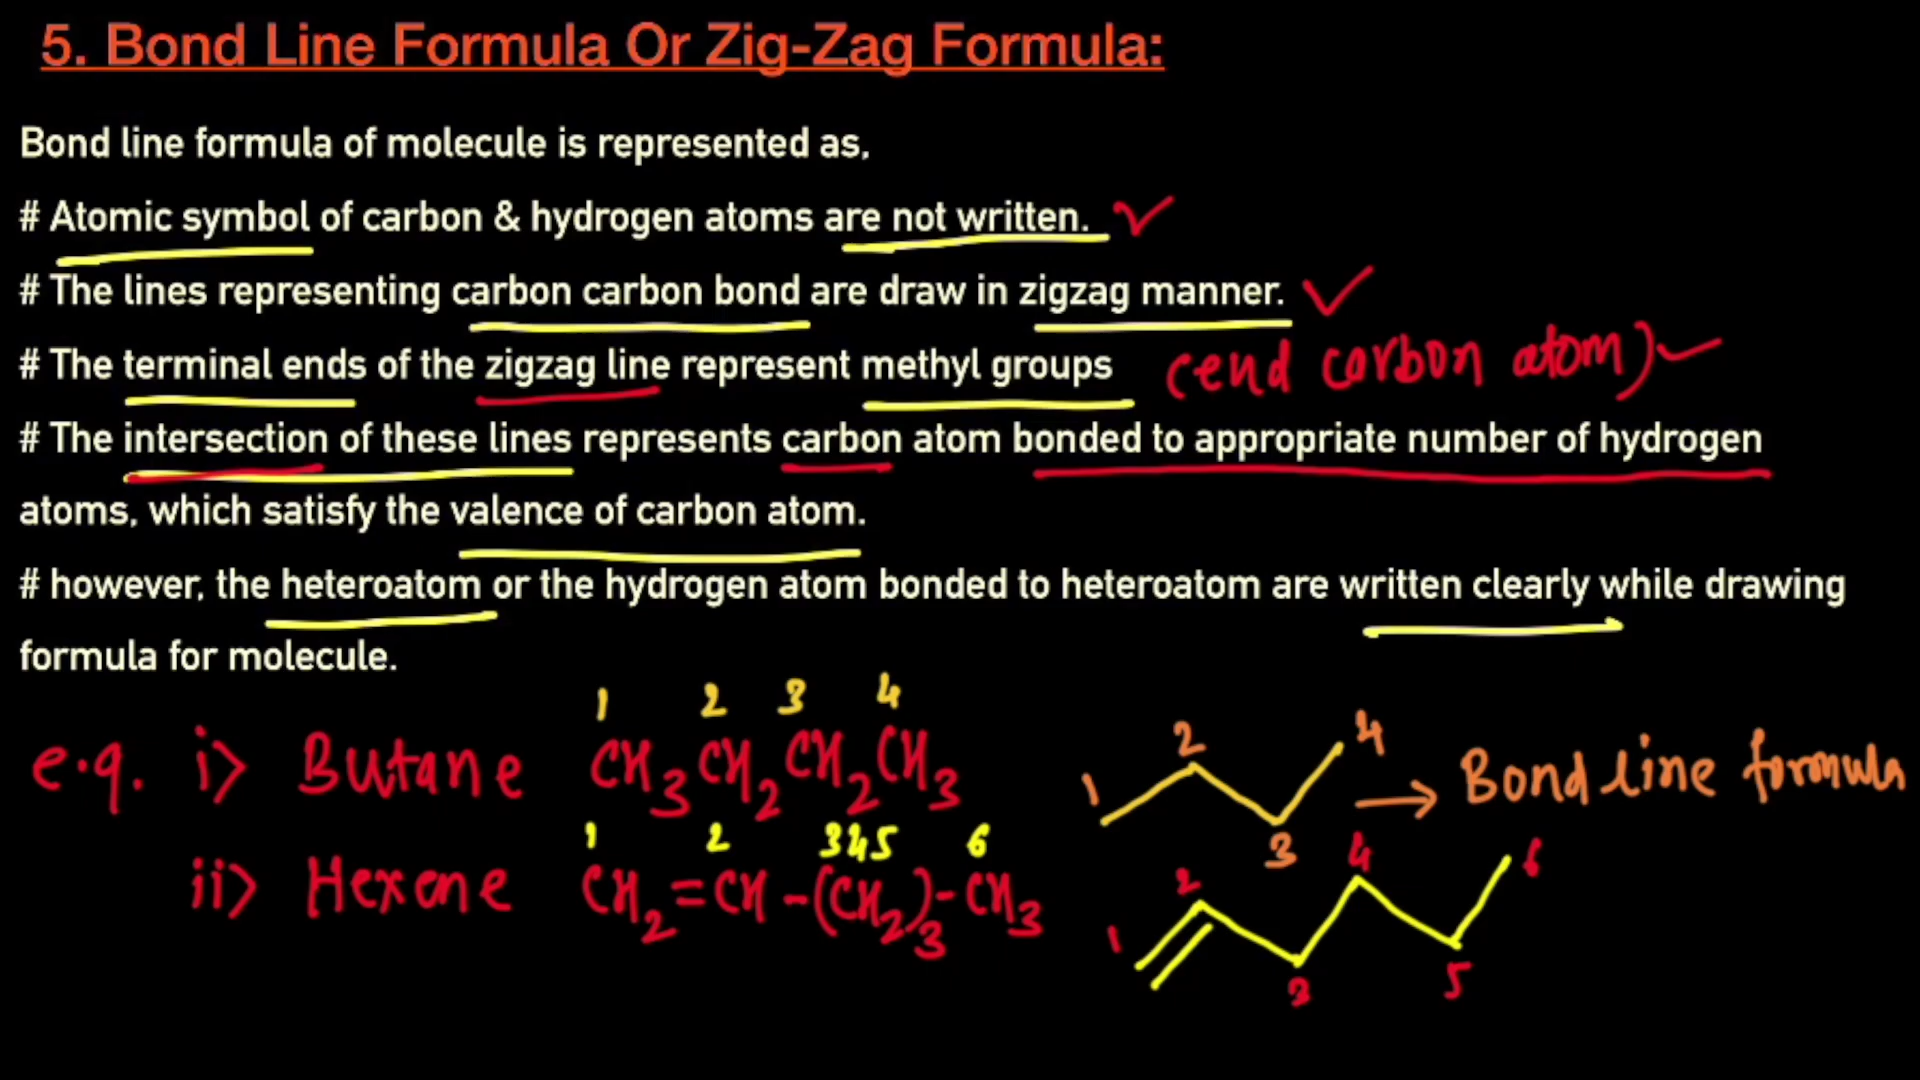 5. Bond Line Formula Or Zig-Zag Formula:
Bond line formula of molecule is represented as,
# Atomic symbol of carbon & hydrogen atoms are not written. ✓
# The lines representing carbon carbon bond are draw in zigzag manner. ✓
# The terminal ends of the zigzag line represent methyl groups (end carbon atom) ✓
# The intersection of these lines represents carbon atom bonded to appropriate number of hydrogen
atoms, which satisfy the valence of carbon atom.
# however, the heteroatom or the hydrogen atom bonded to heteroatom are written clearly while drawing
formula for molecule.
1 2 3 4
e.g. i> Butane CH3CH2CH2CH3
1 2 3 4 → Bond line formula
1 2 345 6
ii> Hexene CH2=CH-(CH2)3-CH3
1 2 3 4 5 6